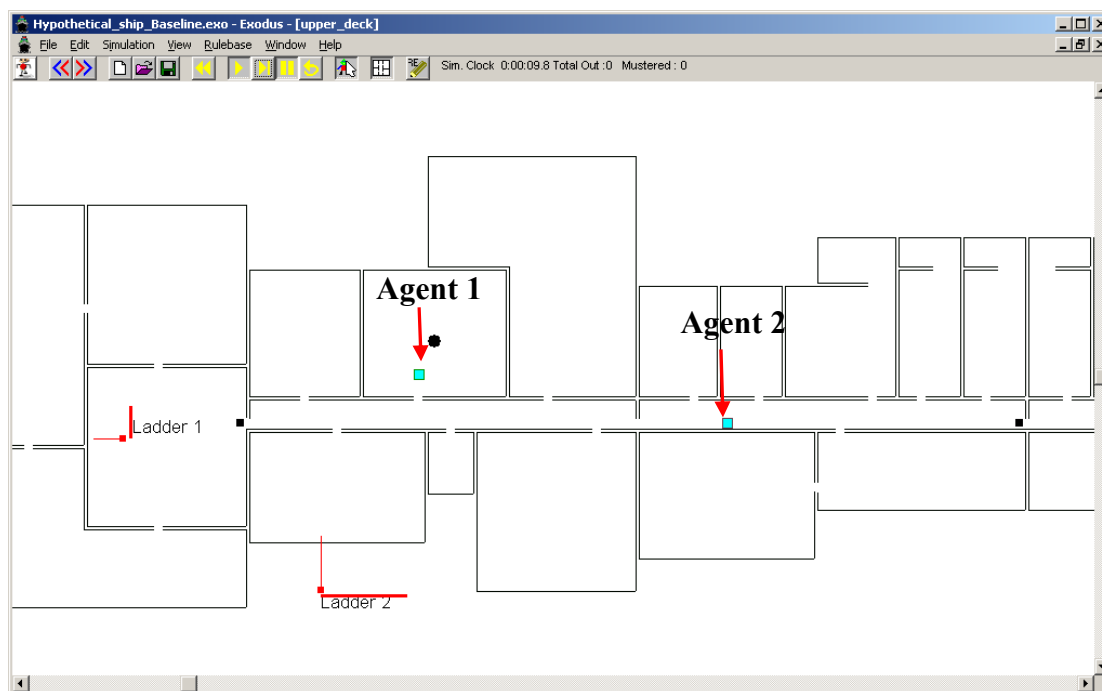 Hypothetical_ship_Baseline.exo - Exodus - [upper_deck]
File Edit Simulation View Rulebase Window Help
Sim. Clock 0:00:09.8 Total Out :0 Mustered : 0
Agent 1
Agent 2
Ladder 1
Ladder 2